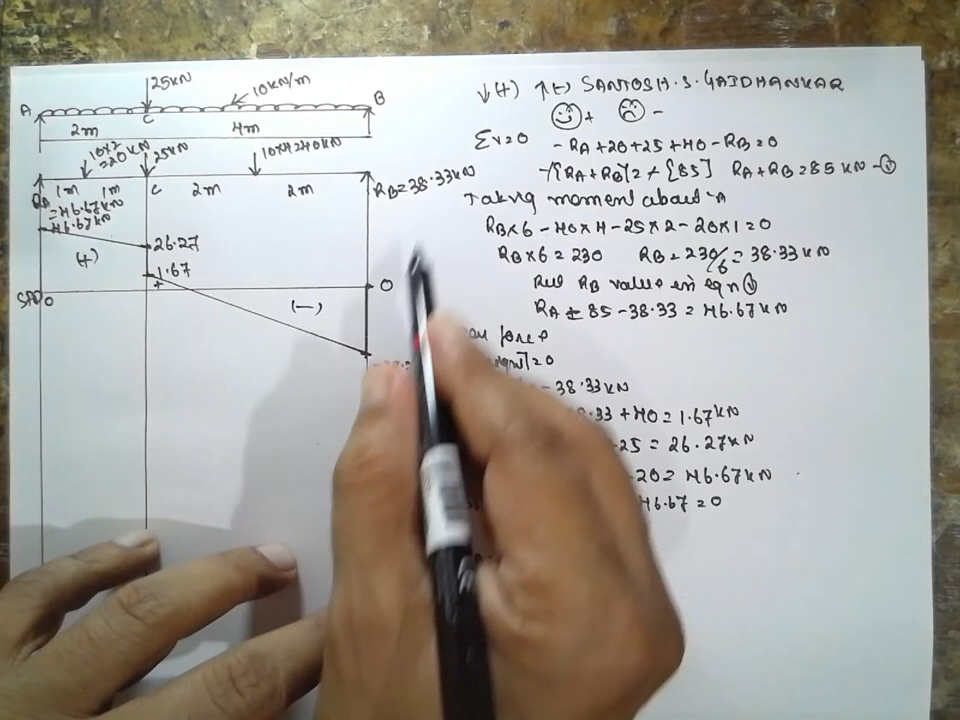 25KN
10KN/m
A
B
C
2m
4m
10×2
=20KN
25KN
10×4=40KN
1m
1m
C
2m
2m
RA
=46.67KN
RB=38.33KN
46.67KN
(+)
26.27
1.67
+
SFD
0
0
(−)
↓(+) ↑(-) SANTOSH.S.GAIDHANKAR
+ −
Σv=0 -RA+20+25+40-RB=0
-[RA+RB]=-[85] RA+RB=85KN-①
Taking moment about 'A
RB×6-40×4-25×2-20×1=0
RB×6=230 RB=230/6=38.33KN
Put RB value in eqn ①
RA = 85-38.33=46.67KN
force
]=0
-38.33KN
+40=1.67KN
25=26.27KN
20=46.67KN
46.67=0